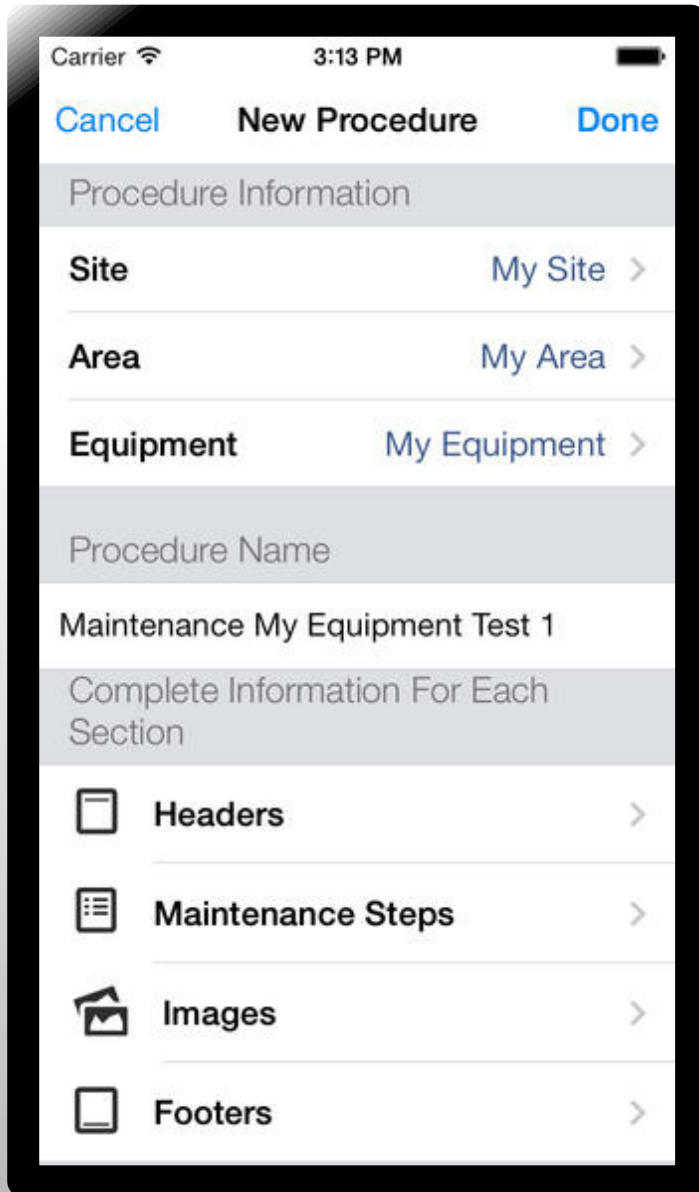 Carrier 3:13 PM
Cancel New Procedure Done
Procedure Information
Site My Site
Area My Area
Equipment My Equipment
Procedure Name
Maintenance My Equipment Test 1
Complete Information For Each
Section
Headers
Maintenance Steps
Images
Footers